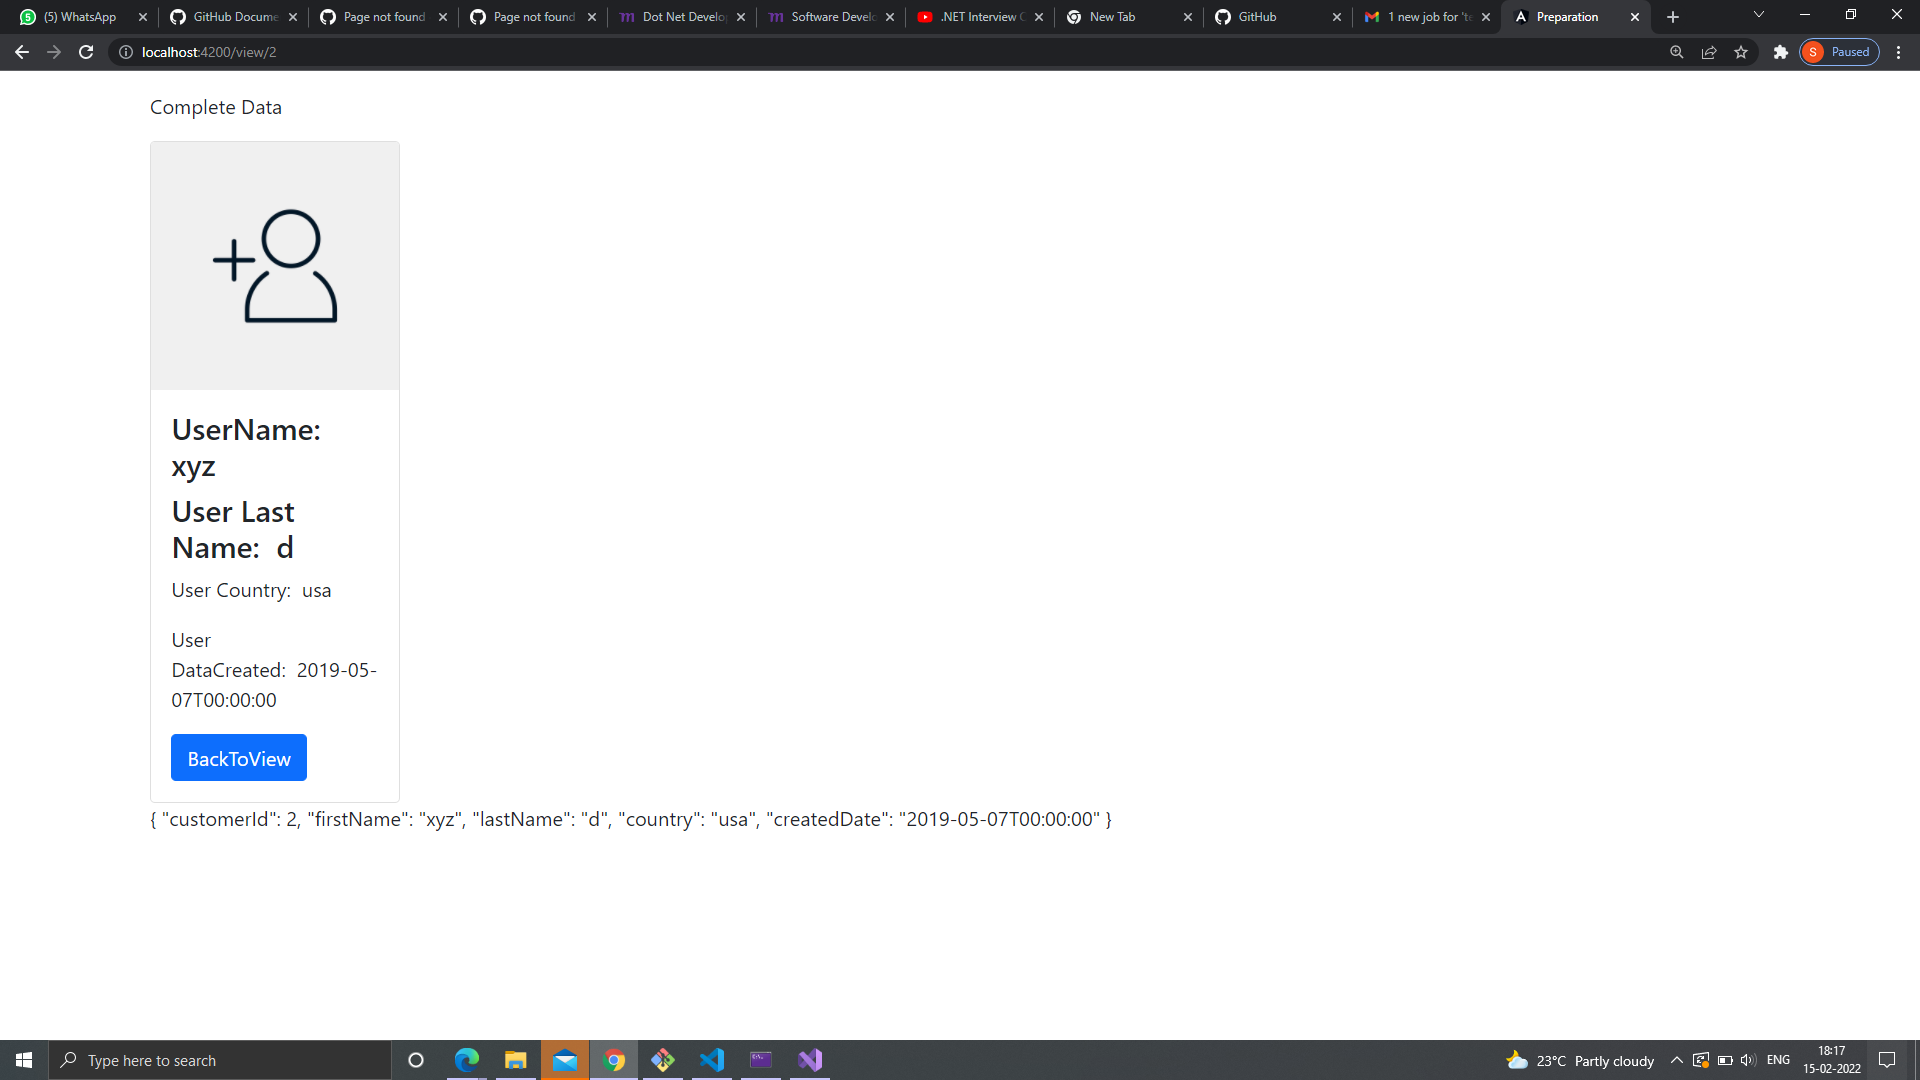 (5) WhatsApp
GitHub Docume
Page not found
Page not found
Dot Net Develop
Software Develo
.NET Interview
New Tab
GitHub
1 new job for 'te
Preparation
localhost:4200/view/2
S Paused
Complete Data
UserName:
xyz
User Last
Name: d
User Country: usa
User
DataCreated: 2019-05-
07T00:00:00
BackToView
{ "customerId": 2, "firstName": "xyz", "lastName": "d", "country": "usa", "createdDate": "2019-05-07T00:00:00" }
Type here to search
23°C Partly cloudy
ENG
18:17
15-02-2022